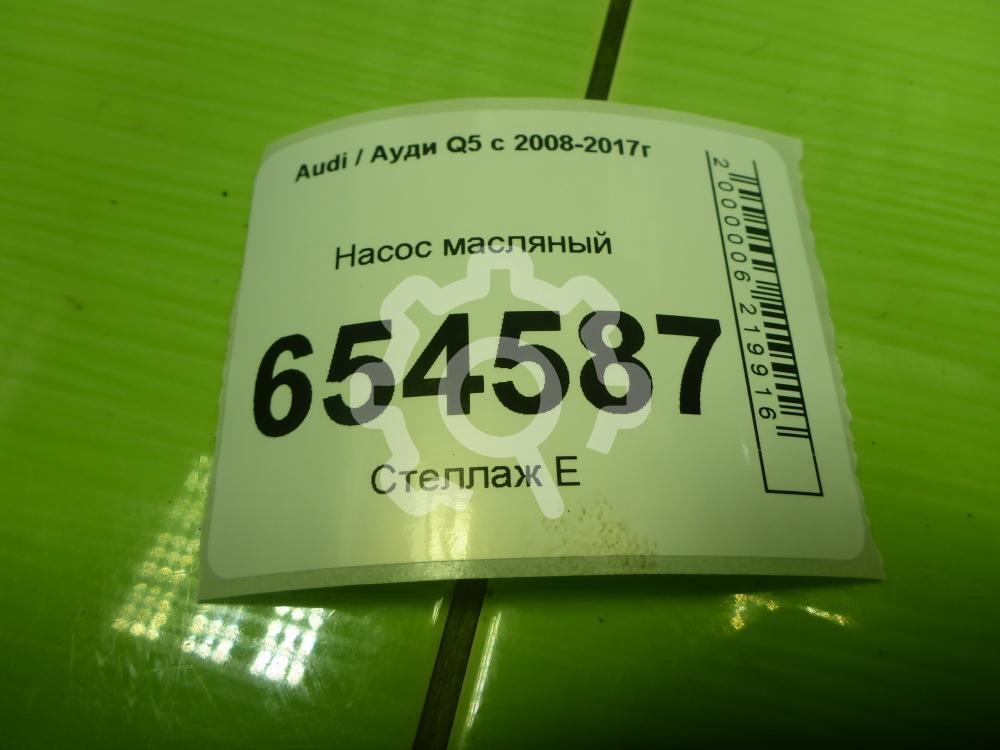 Audi / Ауди Q5 с 2008-2017г
Насос масляный
654587
Стеллаж Е
2000006219916